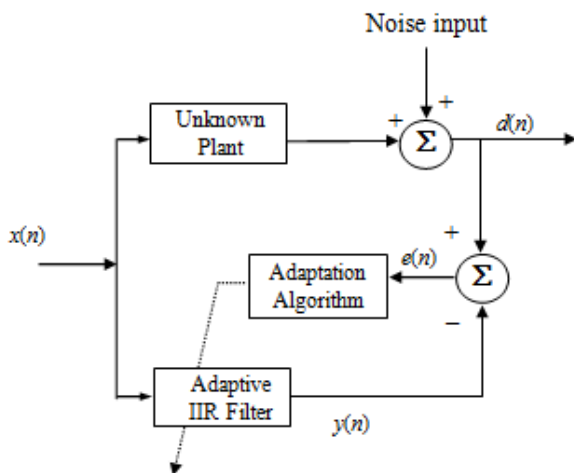 Noise input
+
+
Unknown
Plant
Σ
d(n)
x(n)
+
e(n)
Adaptation
Algorithm
Σ
−
Adaptive
IIR Filter
y(n)